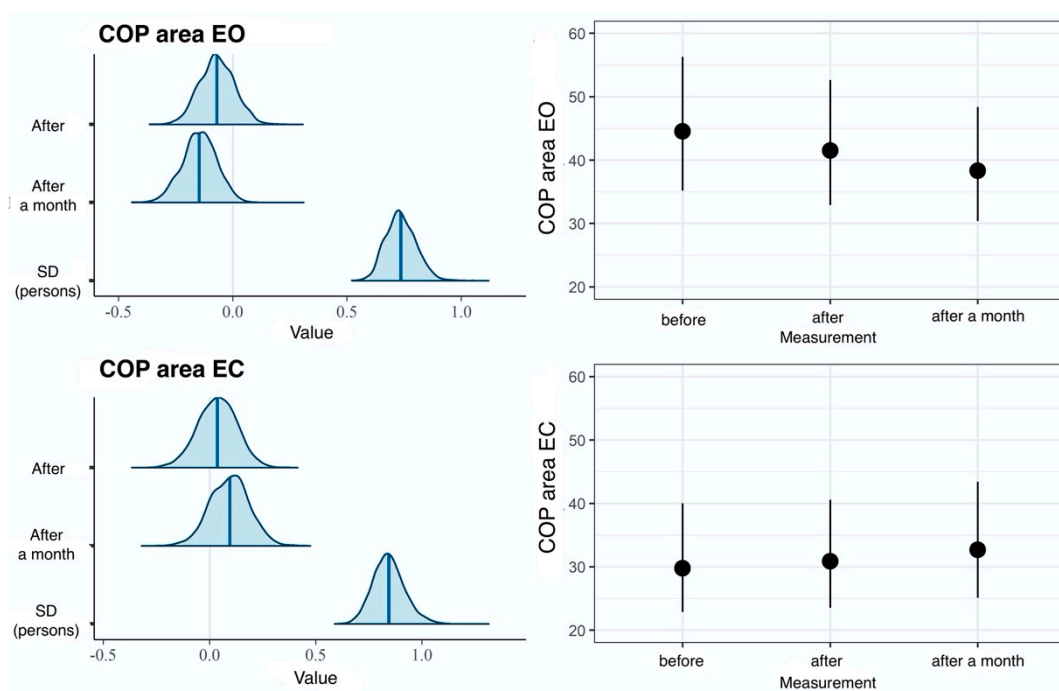 COP area EO
After
After
a month
SD
(persons)
-0.5
0.0
0.5
1.0
Value
COP area EO
60
50
40
30
20
before
after
after a month
Measurement
COP area EC
After
After
a month
SD
(persons)
-0.5
0.0
0.5
1.0
Value
COP area EC
60
50
40
30
20
before
after
after a month
Measurement